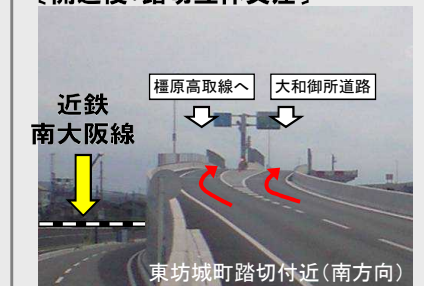 橿原高取線へ
大和御所道路
近鉄
南大阪線
東坊城町踏切付近(南方向)